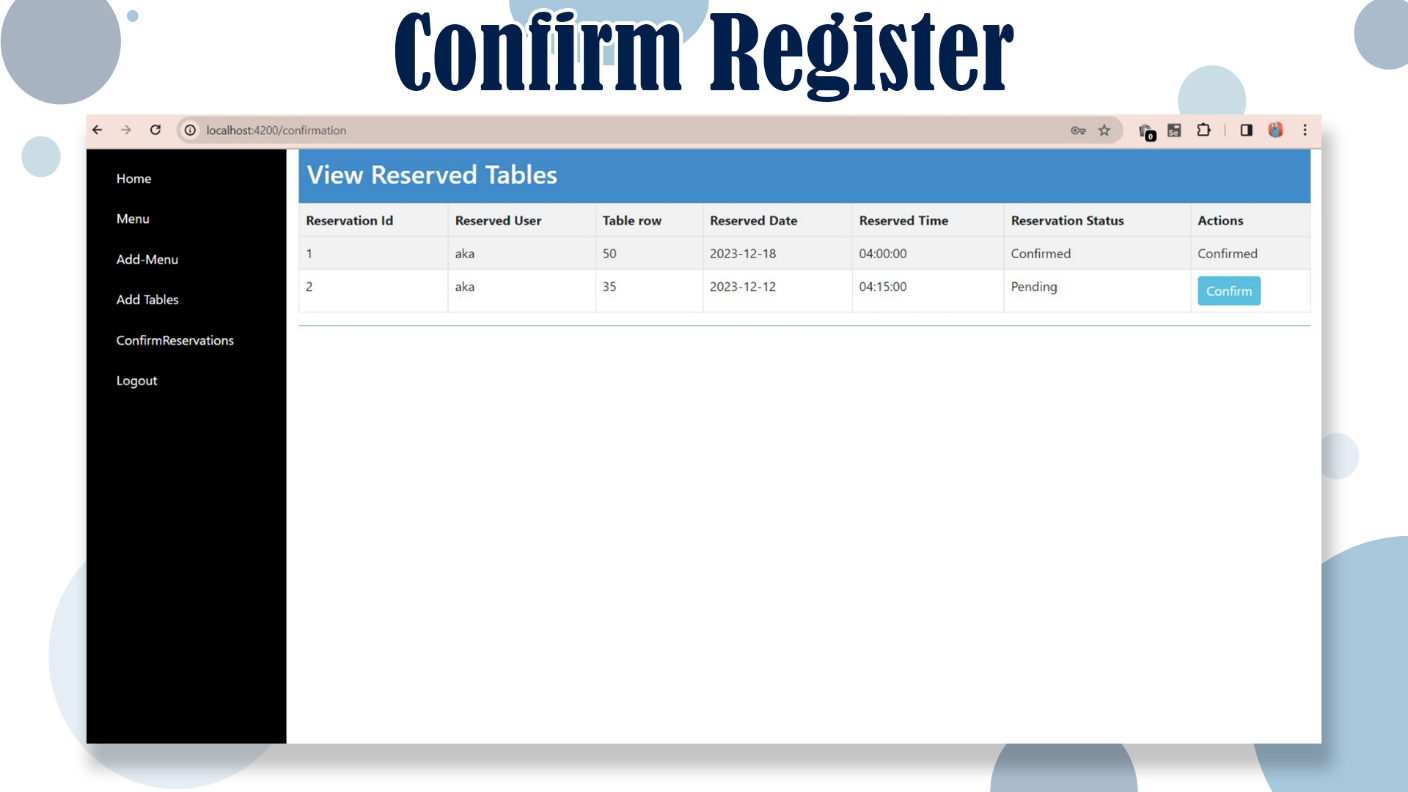 Confirm Register
localhost:4200/confirmation
0
Se
Home
Menu
Add-Menu
Add Tables
ConfirmReservations
Logout
View Reserved Tables
Reservation Id Reserved User Table row Reserved Date Reserved Time Reservation Status Actions
1 aka 50 2023-12-18 04:00:00 Confirmed Confirmed
2 aka 35 2023-12-12 04:15:00 Pending Confirm